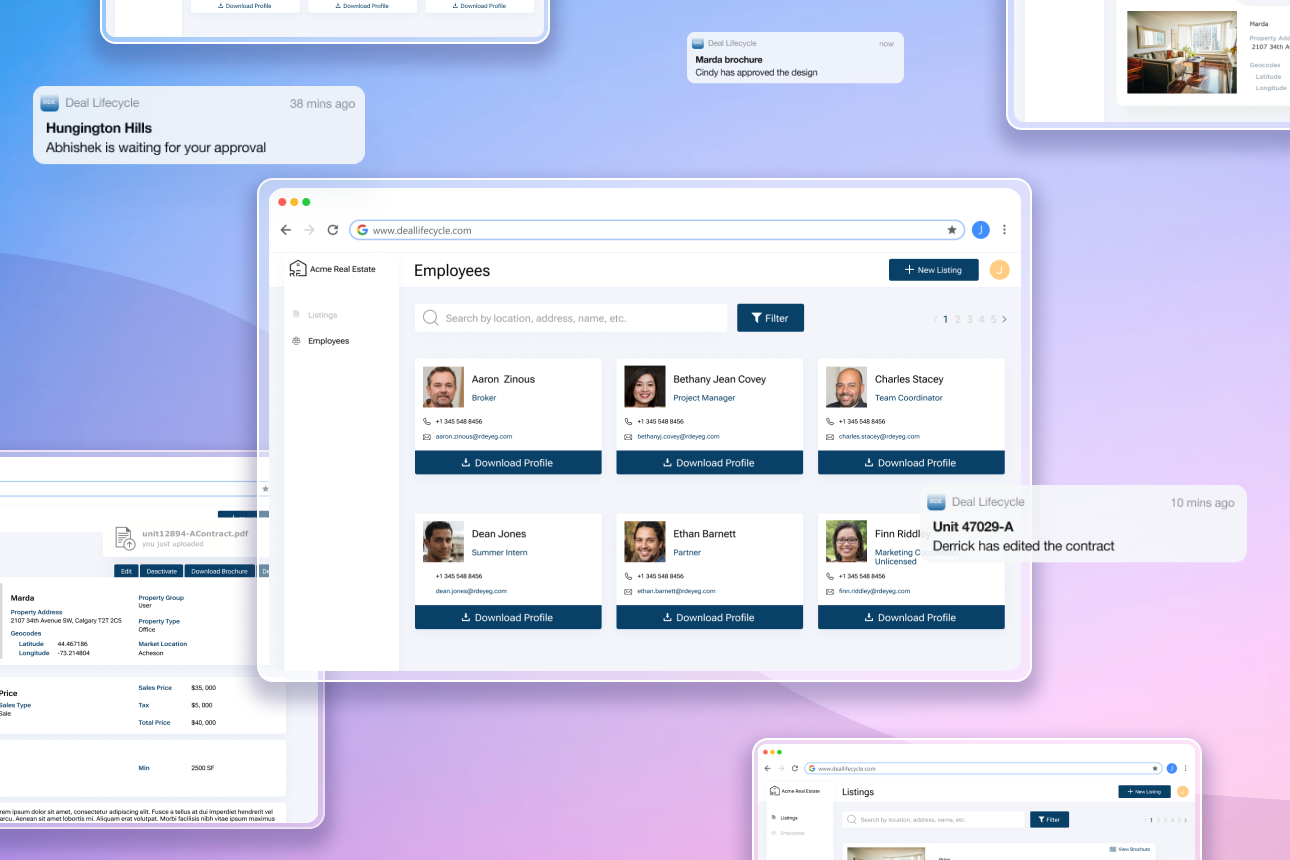 Download Profile
Download Profile
Download Profile
Deal Lifecycle
now
Marda brochure
Cindy has approved the design
Marda
Property Add
2107 34th A
Geocodes
Latitude
Longitude
RDE
Deal Lifecycle
38 mins ago
Hungington Hills
Abhishek is waiting for your approval
www.deallifecycle.com
J
Acme Real Estate
Employees
New Listing
J
Listings
Employees
Search by location, address, name, etc.
Filter
1 2 3 4 5
Aaron Zinous
Broker
+1 345 548 8456
aaron.zinous@rdeyeg.com
Download Profile
Bethany Jean Covey
Project Manager
+1 345 548 8456
bethanyj.covey@rdeyeg.com
Download Profile
Charles Stacey
Team Coordinator
+1 345 548 8456
charles.stacey@rdeyeg.com
Download Profile
Dean Jones
Summer Intern
+1 345 548 8456
dean.jones@rdeyeg.com
Download Profile
Ethan Barnett
Partner
+1 345 548 8456
ethan.barnett@rdeyeg.com
Download Profile
Finn Riddl
Marketing C
Unlicensed
+1 345 548 8456
finn.riddley@rdeyeg.com
Download Profile
RDE
Deal Lifecycle
10 mins ago
Unit 47029-A
Derrick has edited the contract
unit12894-AContract.pdf
you just uploaded
Edit
Deactivate
Download Brochure
De
Marda
Property Address
2107 34th Avenue SW, Calgary T2T 2C5
Geocodes
Latitude 44.467186
Longitude -73.214804
Property Group
User
Property Type
Office
Market Location
Acheson
Price
Sales Type
Sale
Sales Price $35, 000
Tax $5, 000
Total Price $40, 000
Min 2500 SF
rem ipsum dolor sit amet, consectetur adipiscing elit. Fusce a tellus at dui imperdiet hendrerit vel
arcu. Aenean sit amet lobortis mi. Aliquam erat volutpat. Morbi facilisis nibh vitae ipsum maximus
www.deallifecycle.com
J
Acme Real Estate
Listings
New Listing
J
Listings
Employees
Search by location, address, name, etc.
Filter
1 2 3 4 5
View Brochure
Price